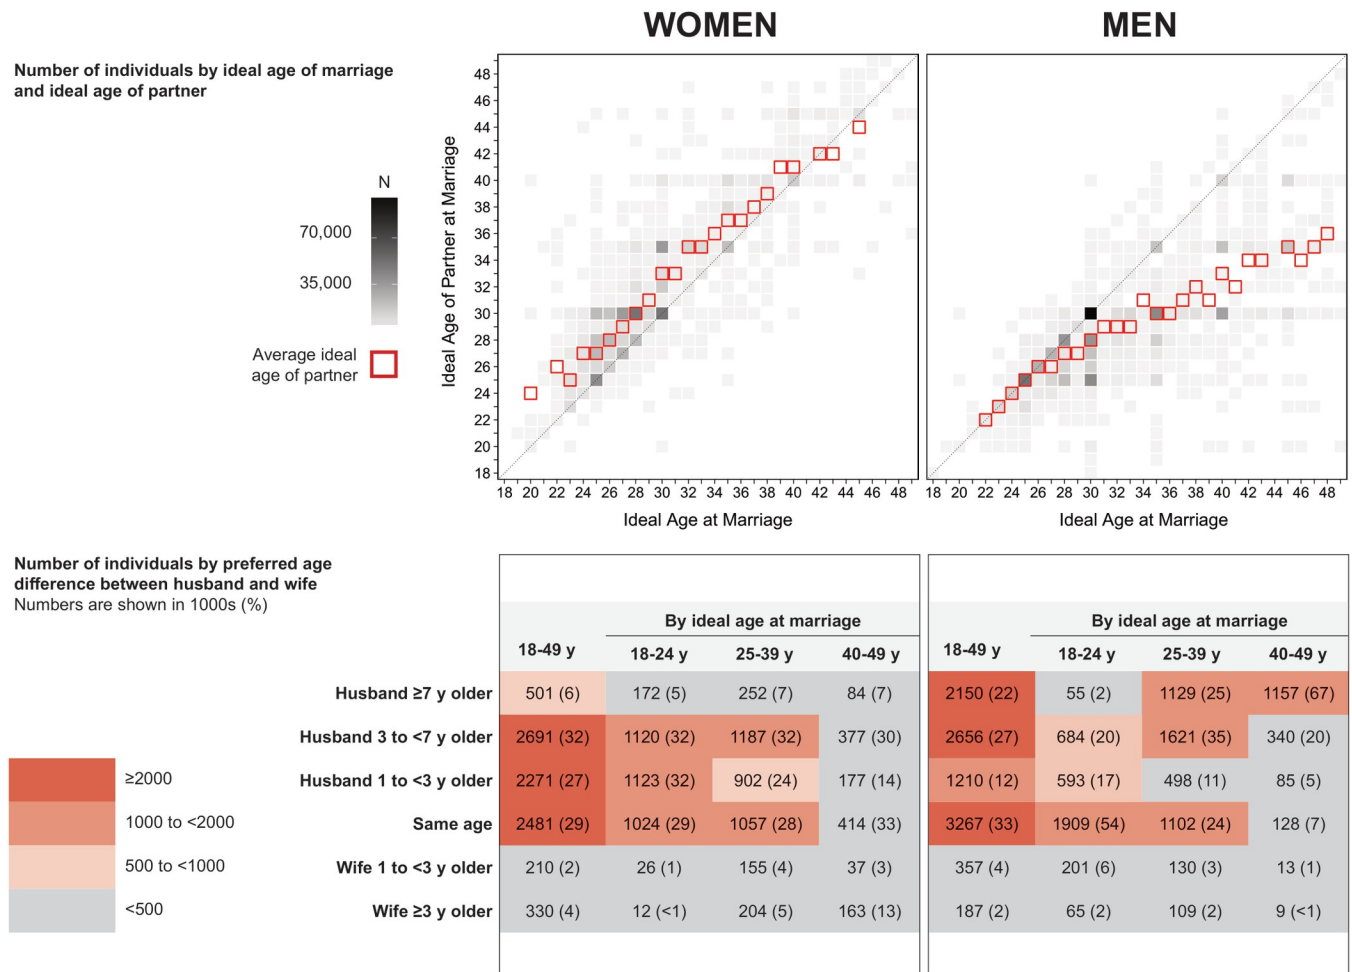 WOMEN
MEN
Number of individuals by ideal age of marriage
and ideal age of partner
N
70,000
35,000
Average ideal
age of partner
Ideal Age of Partner at Marriage
48
46
44
42
40
38
36
34
32
30
28
26
24
22
20
18
18 20 22 24 26 28 30 32 34 36 38 40 42 44 46 48
18 20 22 24 26 28 30 32 34 36 38 40 42 44 46 48
Ideal Age at Marriage
Ideal Age at Marriage
Number of individuals by preferred age
difference between husband and wife
Numbers are shown in 1000s (%)
By ideal age at marriage
By ideal age at marriage
18-49 y 18-24 y 25-39 y 40-49 y 18-49 y 18-24 y 25-39 y 40-49 y
Husband ≥7 y older 501 (6) 172 (5) 252 (7) 84 (7) 2150 (22) 55 (2) 1129 (25) 1157 (67)
Husband 3 to <7 y older 2691 (32) 1120 (32) 1187 (32) 377 (30) 2656 (27) 684 (20) 1621 (35) 340 (20)
Husband 1 to <3 y older 2271 (27) 1123 (32) 902 (24) 177 (14) 1210 (12) 593 (17) 498 (11) 85 (5)
Same age 2481 (29) 1024 (29) 1057 (28) 414 (33) 3267 (33) 1909 (54) 1102 (24) 128 (7)
Wife 1 to <3 y older 210 (2) 26 (1) 155 (4) 37 (3) 357 (4) 201 (6) 130 (3) 13 (1)
Wife ≥3 y older 330 (4) 12 (<1) 204 (5) 163 (13) 187 (2) 65 (2) 109 (2) 9 (<1)
≥2000
1000 to <2000
500 to <1000
<500